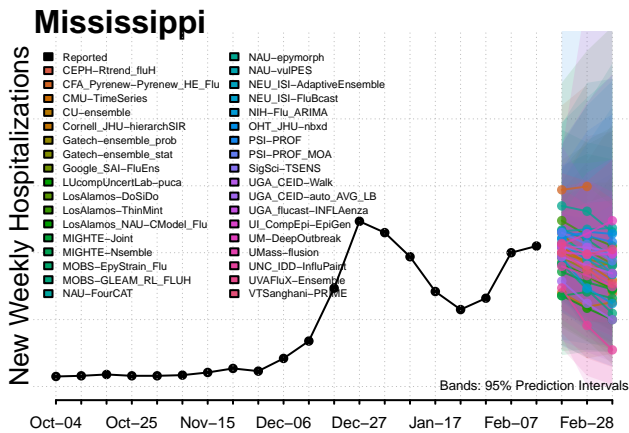 Mississippi
New Weekly Hospitalizations
Reported
CEPH−Rtrend_fluH
CFA_Pyrenew−Pyrenew_HE_Flu
CMU−TimeSeries
CU−ensemble
Cornell_JHU−hierarchSIR
Gatech−ensemble_prob
Gatech−ensemble_stat
Google_SAI−FluEns
LUcompUncertLab−puca
LosAlamos−DoSiDo
LosAlamos−ThinMint
LosAlamos_NAU−CModel_Flu
MIGHTE−Joint
MIGHTE−Nsemble
MOBS−EpyStrain_Flu
MOBS−GLEAM_RL_FLUH
NAU−FourCAT
NAU−epymorph
NAU−vulPES
NEU_ISI−AdaptiveEnsemble
NEU_ISI−FluBcast
NIH−Flu_ARIMA
OHT_JHU−nbxd
PSI−PROF
PSI−PROF_MOA
SigSci−TSENS
UGA_CEID−Walk
UGA_CEID−auto_AVG_LB
UGA_flucast−INFLAenza
UI_CompEpi−EpiGen
UM−DeepOutbreak
UMass−fusion
UNC_IDD−InfluPaint
UVAFluX−Ensemble
VTSanghani−PRIME
Bands: 95% Prediction Intervals
Oct−04 Oct−25 Nov−15 Dec−06 Dec−27 Jan−17 Feb−07 Feb−28